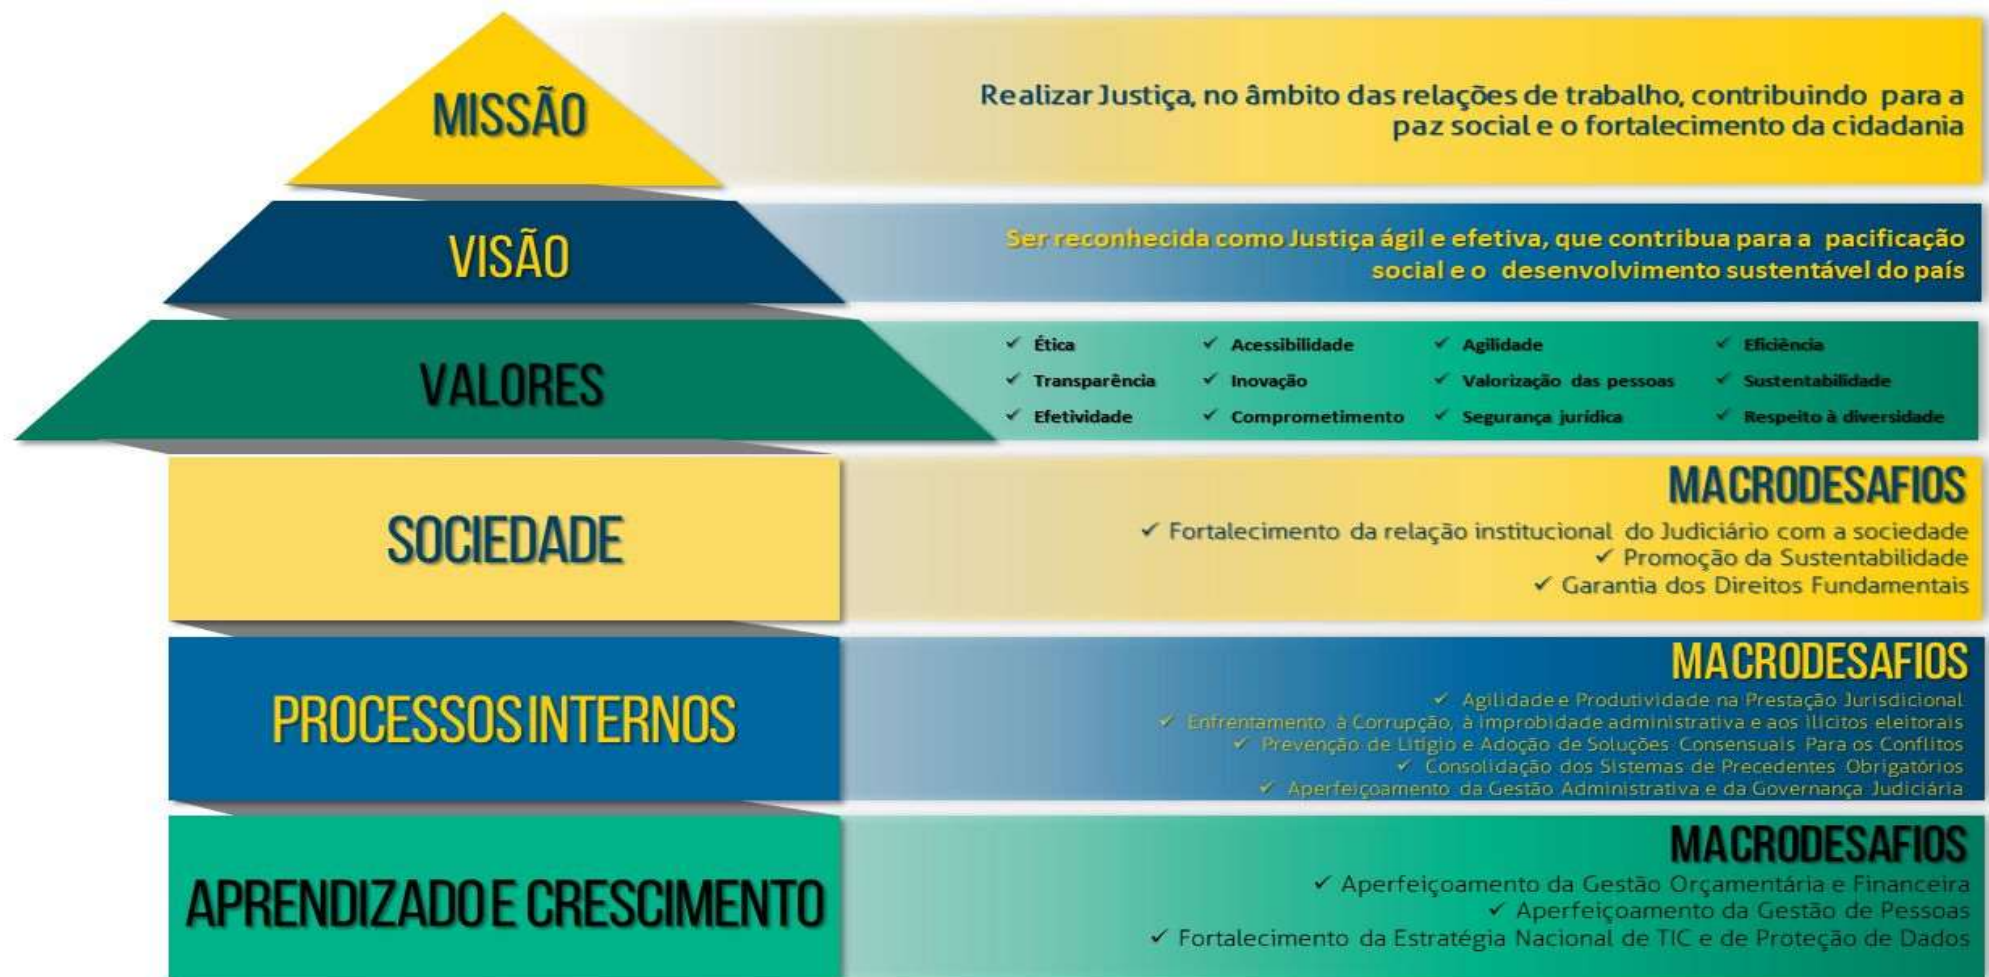 MISSÃO
Realizar Justiça, no âmbito das relações de trabalho, contribuindo para a
paz social e o fortalecimento da cidadania
VISÃO
Ser reconhecida como Justiça ágil e efetiva, que contribua para a pacificação
social e o desenvolvimento sustentável do país
VALORES
✓ Ética ✓ Acessibilidade ✓ Agilidade ✓ Eficiência
✓ Transparência ✓ Inovação ✓ Valorização das pessoas ✓ Sustentabilidade
✓ Efetividade ✓ Comprometimento ✓ Segurança jurídica ✓ Respeito à diversidade
SOCIEDADE
MACRODESAFIOS
✓ Fortalecimento da relação institucional do Judiciário com a sociedade
✓ Promoção da Sustentabilidade
✓ Garantia dos Direitos Fundamentais
PROCESSOS INTERNOS
MACRODESAFIOS
✓ Agilidade e Produtividade na Prestação Jurisdicional
✓ Enfrentamento à Corrupção, à improbidade administrativa e aos ilícitos eleitorais
✓ Prevenção de Litígio e Adoção de Soluções Consensuais Para os Conflitos
✓ Consolidação dos Sistemas de Precedentes Obrigatórios
✓ Aperfeiçoamento da Gestão Administrativa e da Governança Judiciária
APRENDIZADO E CRESCIMENTO
MACRODESAFIOS
✓ Aperfeiçoamento da Gestão Orçamentária e Financeira
✓ Aperfeiçoamento da Gestão de Pessoas
✓ Fortalecimento da Estratégia Nacional de TIC e de Proteção de Dados